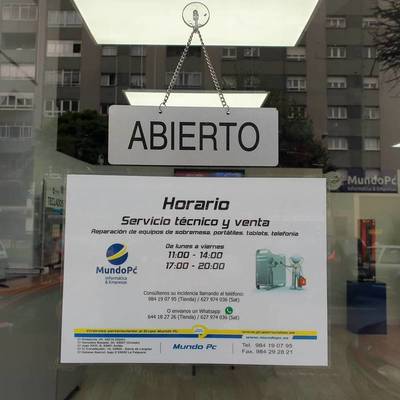 ABIERTO
Horario
Servicio técnico y venta
Reparación de equipos de sobremesa, portátiles, tablets, telefonía
De lunes a viernes
11:00 - 14:00
17:00 - 20:00
MundoPc
Informática
& Empresas
Consúltenos su incidencia llamando al teléfono:
984 19 07 95 (Tienda) / 627 974 036 (Sat)
O envíanos un Whatsapp
644 18 27 26 (Tienda) / 627 974 036 (Sat)
Mundo Pc
Tel. 984 19 07 95
Fax. 984 29 28 21
MundoPc